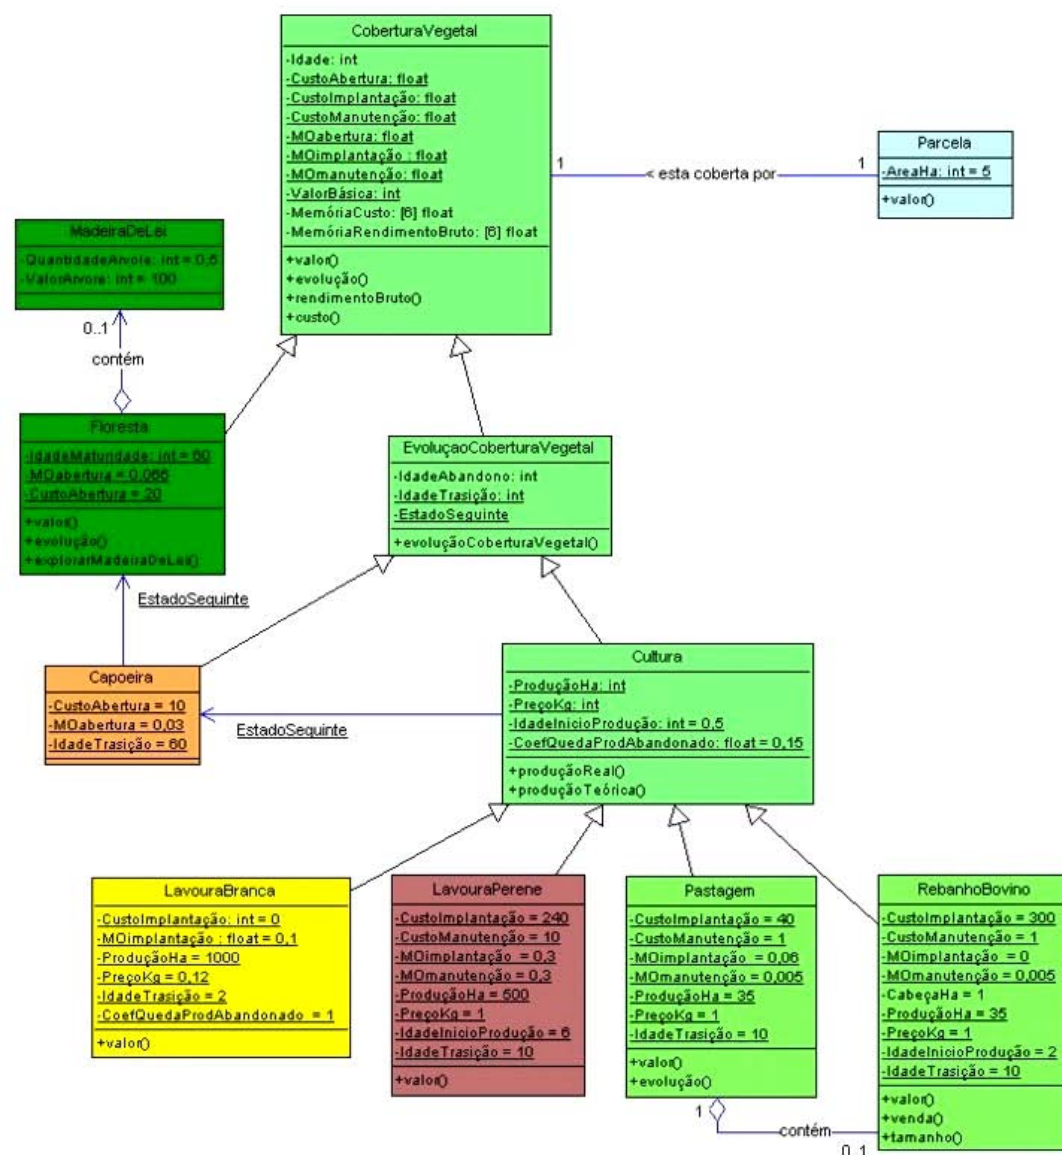 CoberturaVegetal
-Idade: int
-CustoAbertura: float
-CustoImplantação: float
-CustoManutenção: float
-MOabertura: float
-MOimplantação : float
-MOmanutenção: float
-ValorBásica: int
-MemóriaCusto: [6] float
-MemóriaRendimentoBruto: [6] float
+valor()
+evolução()
+rendimentoBruto()
+custo()
1
< esta coberta por
1
Parcela
-AreaHa: int = 5
+valor()
MadeiraDeLei
-QuantidadeArvole: int = 0,5
-ValorArvore: int = 100
0..1
contém
Floresta
-IdadeMaturidade: int = 60
-MOabertura = 0,066
-CustoAbertura = 20
+valor()
+evolução()
+explorarMadeiraDeLei()
EvoluçaoCoberturaVegetal
-IdadeAbandono: int
-IdadeTrasição: int
-EstadoSeguinte
+evoluçãoCoberturaVegetal()
EstadoSeguinte
Capoeira
-CustoAbertura = 10
-MOabertura = 0,03
-IdadeTrasição = 60
EstadoSeguinte
Cultura
-ProduçãoHa: int
-PreçoKg: int
-IdadeInicioProdução: int = 0,5
-CoefQuedaProdAbandonado: float = 0,15
+produçãoReal()
+produçãoTeórica()
LavouraBranca
-CustoImplantação: int = 0
-MOimplantação : float = 0,1
-ProduçãoHa = 1000
-PreçoKg = 0,12
-IdadeTrasição = 2
-CoefQuedaProdAbandonado = 1
+valor()
LavouraPerene
-CustoImplantação = 240
-CustoManutenção = 10
-MOimplantação = 0,3
-MOmanutenção = 0,3
-ProduçãoHa = 500
-PreçoKg = 1
-IdadeInicioProdução = 6
-IdadeTrasição = 10
+valor()
Pastagem
-CustoImplantação = 40
-CustoManutenção = 1
-MOimplantação = 0,06
-MOmanutenção = 0,005
-ProduçãoHa = 35
-PreçoKg = 1
-IdadeTrasição = 10
+valor()
+evolução()
1
contém
0..1
RebanhoBovino
-CustoImplantação = 300
-CustoManutenção = 1
-MOimplantação = 0
-MOmanutenção = 0,005
-CabeçaHa = 1
-ProduçãoHa = 35
-PreçoKg = 1
-IdadeInicioProdução = 2
-IdadeTrasição = 10
+valor()
+venda()
+tamanho()